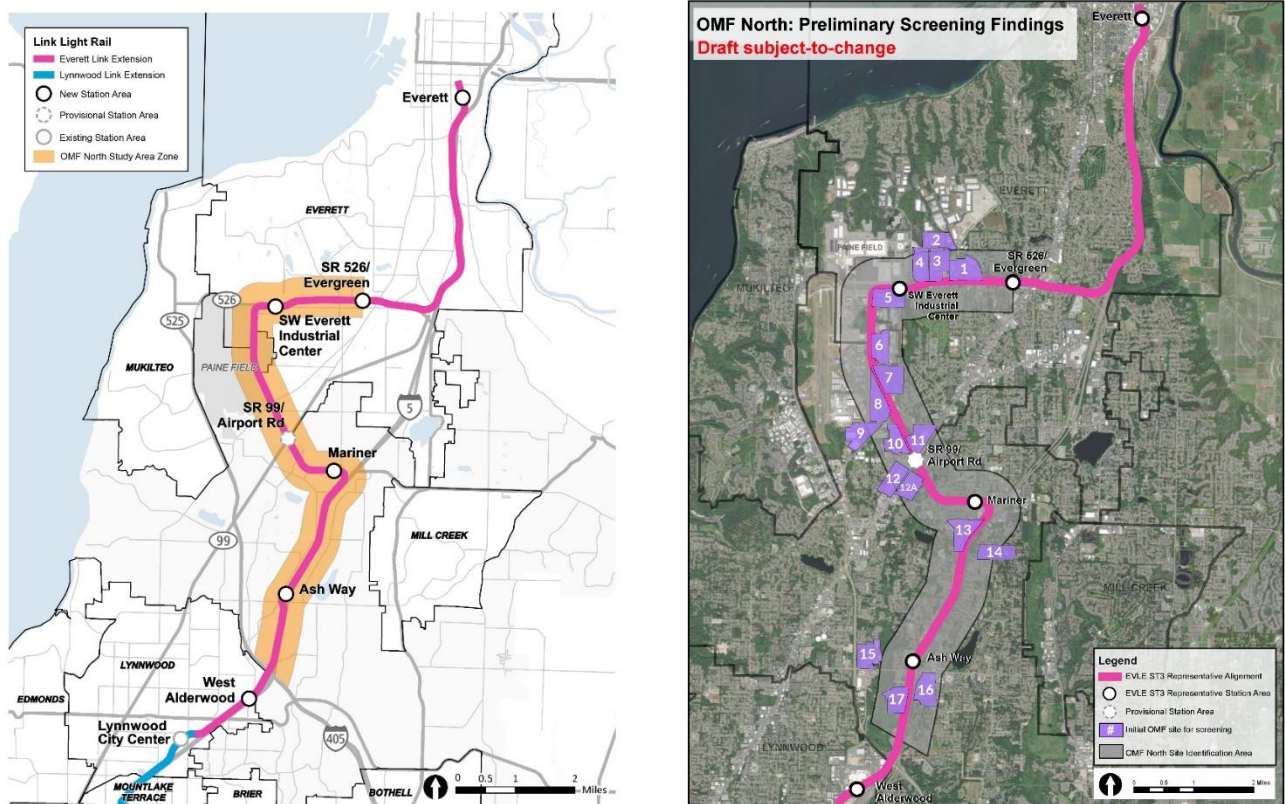 Link Light Rail
Everett Link Extension
Lynnwood Link Extension
New Station Area
Provisional Station Area
Existing Station Area
OMF North Study Area Zone
Everett
EVERETT
SR 526/
Evergreen
526
525
SW Everett
Industrial
Center
MUKILTEO
PAINE FIELD
5
SR 99/
Airport Rd
Mariner
99
MILL CREEK
Ash Way
LYNNWOOD
West
Alderwood
EDMONDS
Lynnwood
City Center
405
MOUNTLAKE
TERRACE
BRIER
BOTHELL
0 0.5 1 2
Miles
OMF North: Preliminary Screening Findings
Draft subject-to-change
Everett
EVERETT
PAINE FIELD
2
4
3
1
SR 526/
Evergreen
MUKILTEO
5
SW Everett
Industrial
Center
6
7
8
9
10
11
SR 99/
Airport Rd
12
12A
Mariner
13
14
MILL CREEK
15
Ash Way
16
17
LYNNWOOD
West
Alderwood
Legend
EVLE ST3 Representative Alignment
EVLE ST3 Representative Station Area
Provisional Station Area
# Initial OMF site for screening
OMF North Site Identification Area
0 0.5 1 2
Miles